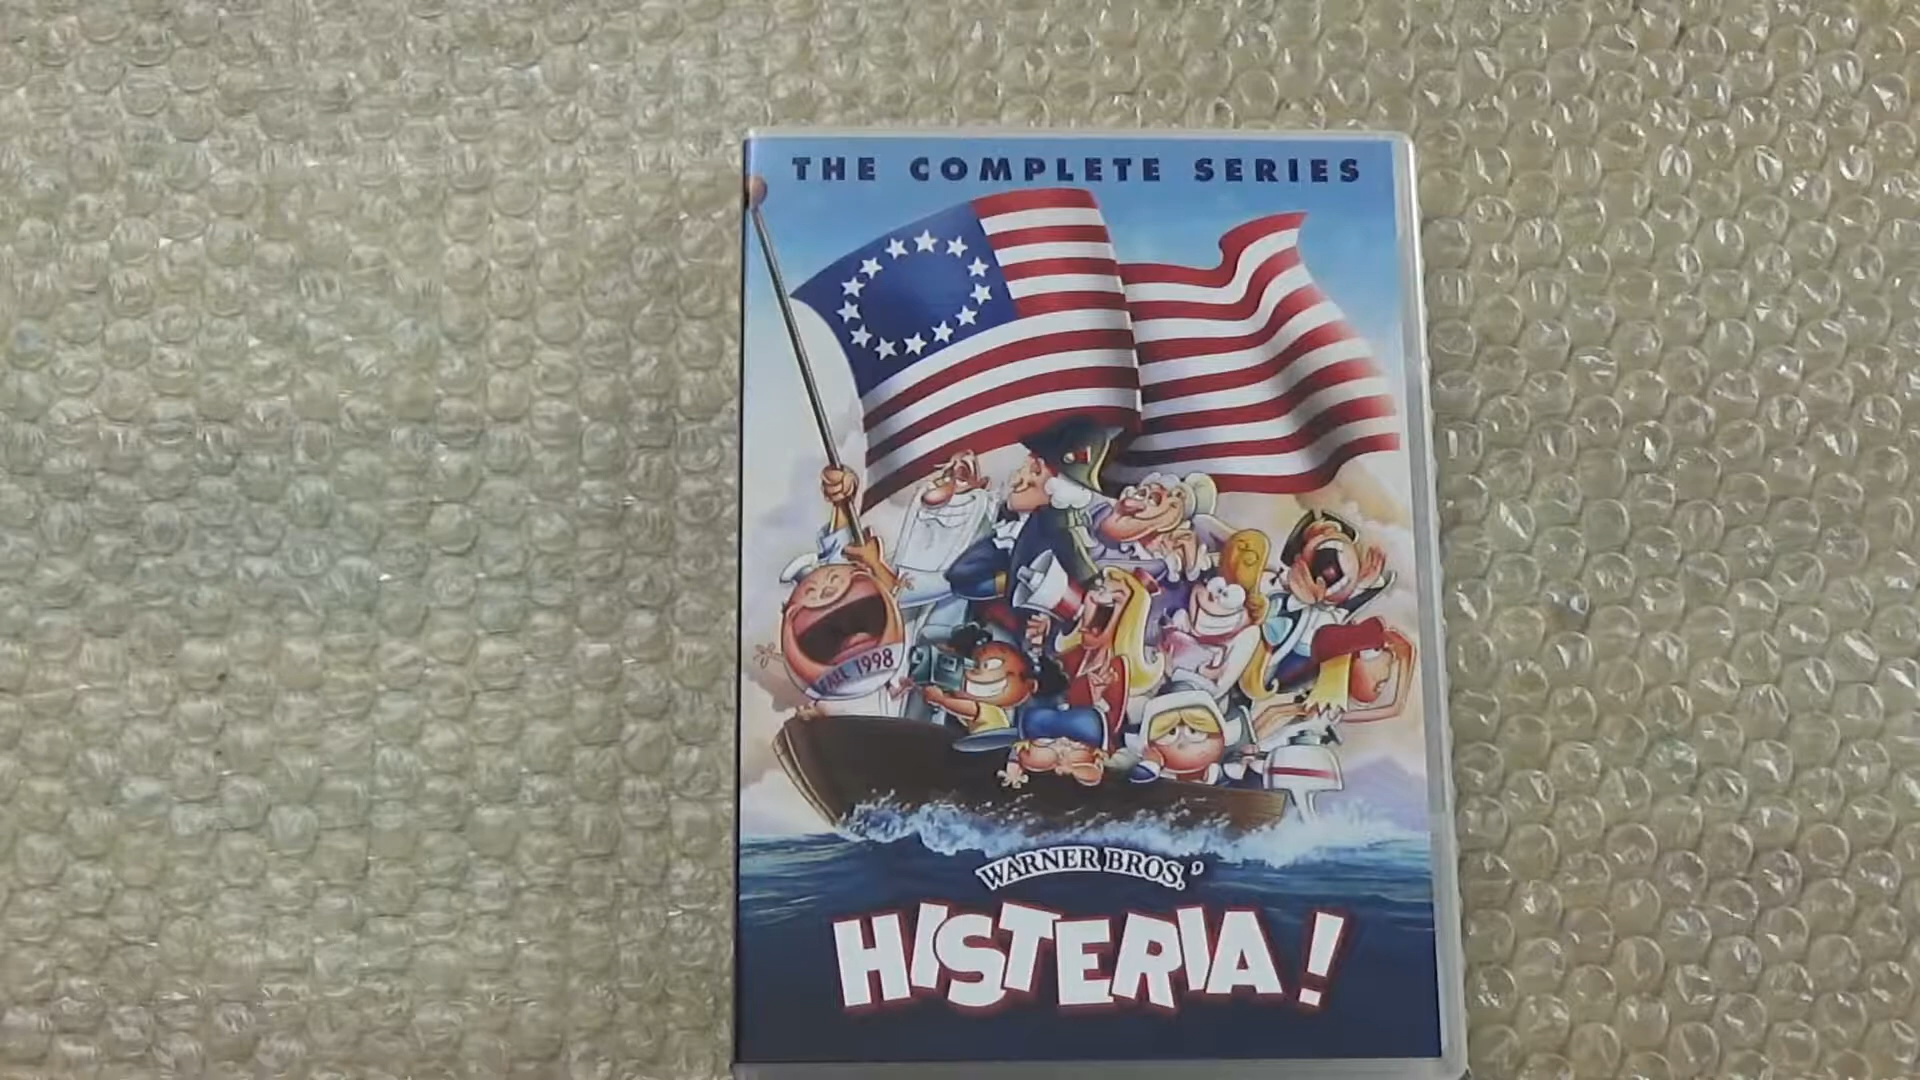 THE COMPLETE SERIES
FALL 1998
WARNER BROS.'
HISTERIA!